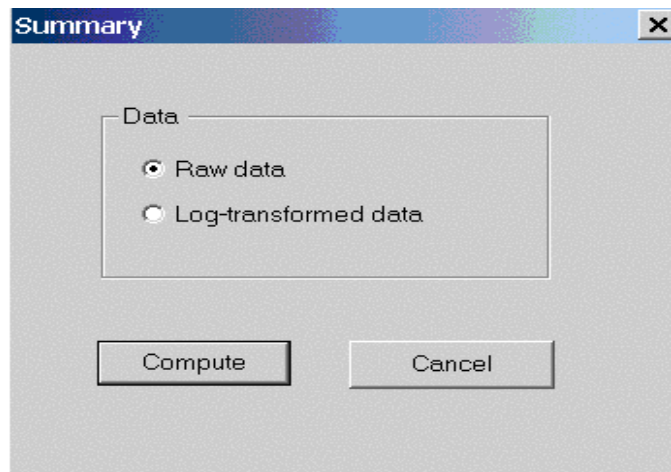 Summary
Data
Raw data
Log-transformed data
Compute Cancel